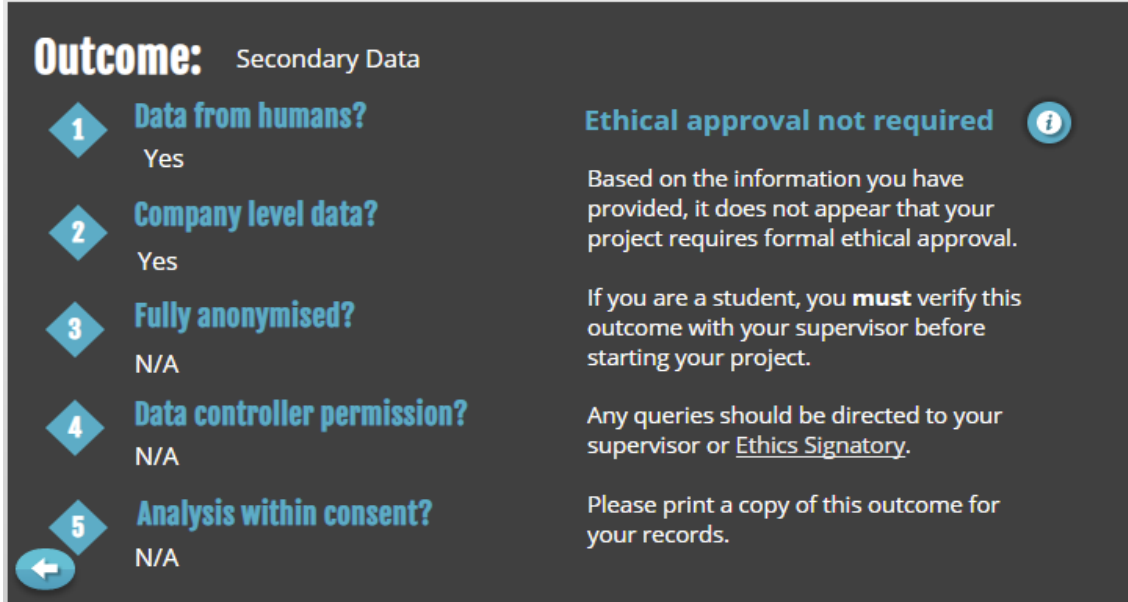 Outcome: Secondary Data
1 Data from humans?
Yes
2 Company level data?
Yes
3 Fully anonymised?
N/A
4 Data controller permission?
N/A
5 Analysis within consent?
N/A
Ethical approval not required i
Based on the information you have
provided, it does not appear that your
project requires formal ethical approval.
If you are a student, you must verify this
outcome with your supervisor before
starting your project.
Any queries should be directed to your
supervisor or Ethics Signatory.
Please print a copy of this outcome for
your records.